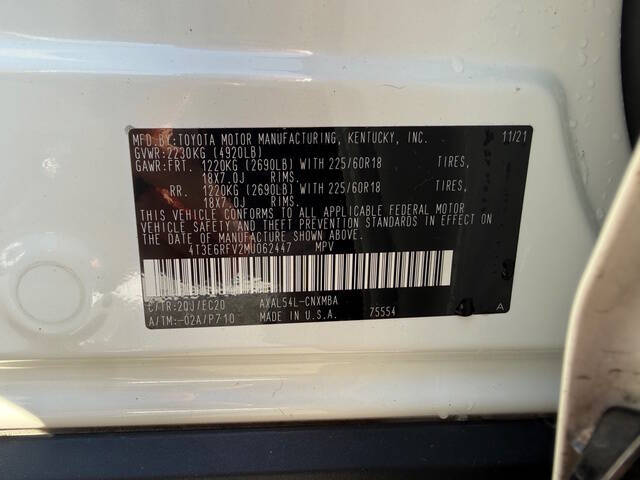 MFD.BY:TOYOTA MOTOR MANUFACTURING, KENTUCKY, INC. 11/21
GVWR:2230KG (4920LB)
GAWR:FRT. 1220KG (2690LB) WITH 225/60R18 TIRES,
18X7.0J RIMS.
RR. 1220KG (2690LB) WITH 225/60R18 TIRES,
18X7.0J RIMS.
THIS VEHICLE CONFORMS TO ALL APPLICABLE FEDERAL MOTOR
VEHICLE SAFETY AND THEFT PREVENTION STANDARDS IN EFFECT
ON THE DATE OF MANUFACTURE SHOWN ABOVE.
4T3E6RFV2MU062447 MPV
C/TR:20J/EC20 AXAL54L-CNXMBA
A/TM:-02A/P710 MADE IN U.S.A. 75554 A